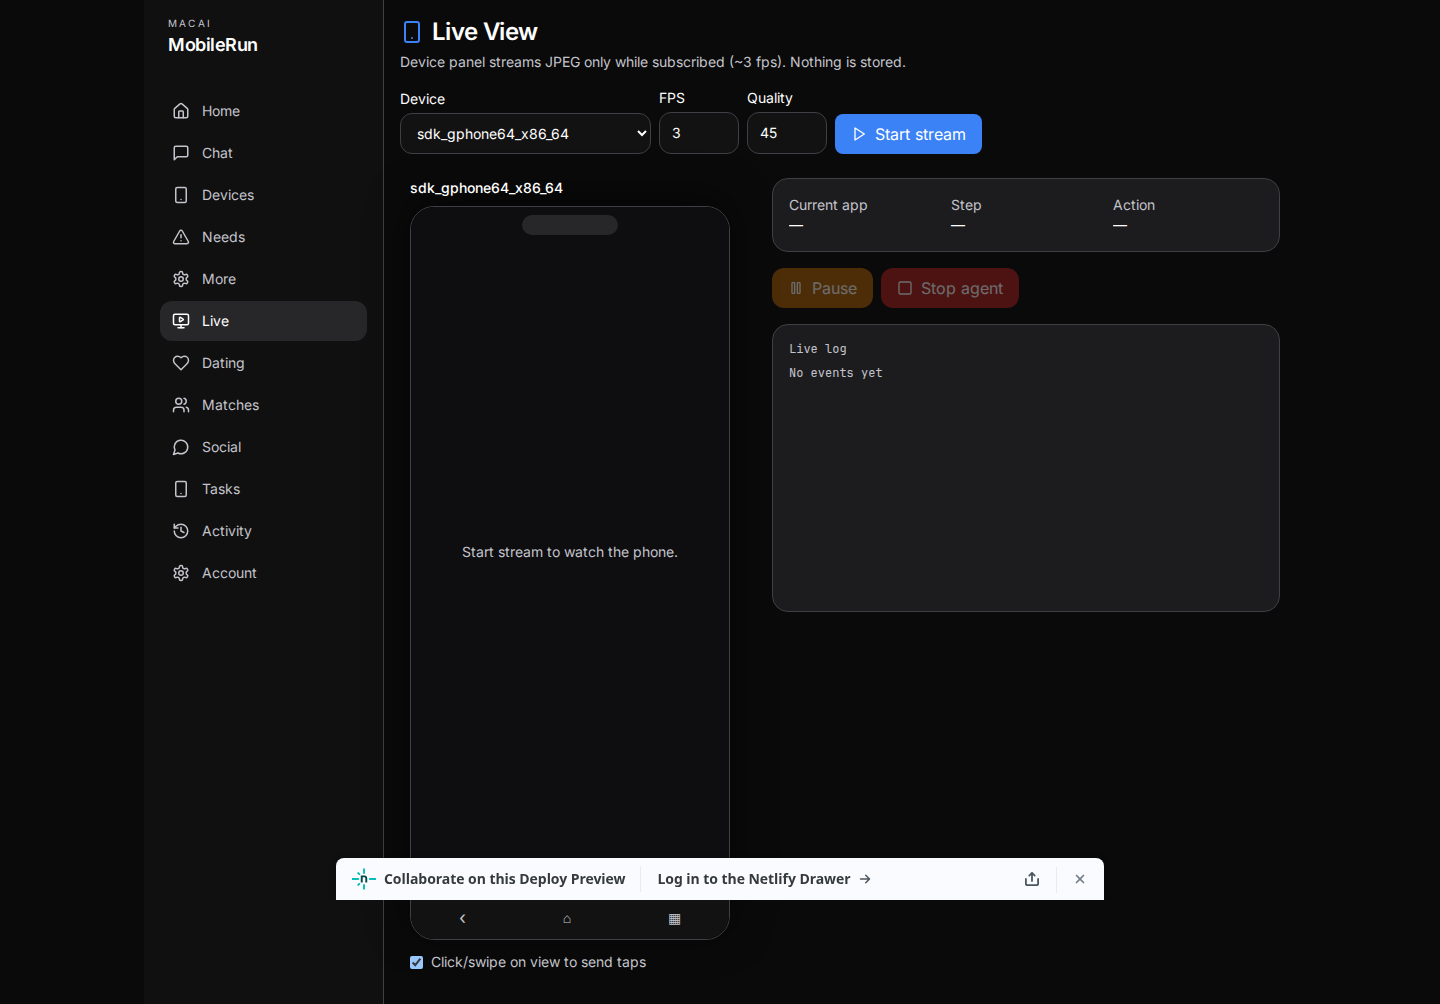 MACAI
MobileRun
Home
Chat
Devices
Needs
More
Live
Dating
Matches
Social
Tasks
Activity
Account
Live View
Device panel streams JPEG only while subscribed (~3 fps). Nothing is stored.
Device
FPS
Quality
sdk_gphone64_x86_64
3
45
Start stream
sdk_gphone64_x86_64
Start stream to watch the phone.
Current app
Step
Action
—
—
—
Pause
Stop agent
Live log
No events yet
Collaborate on this Deploy Preview
Log in to the Netlify Drawer →
Click/swipe on view to send taps